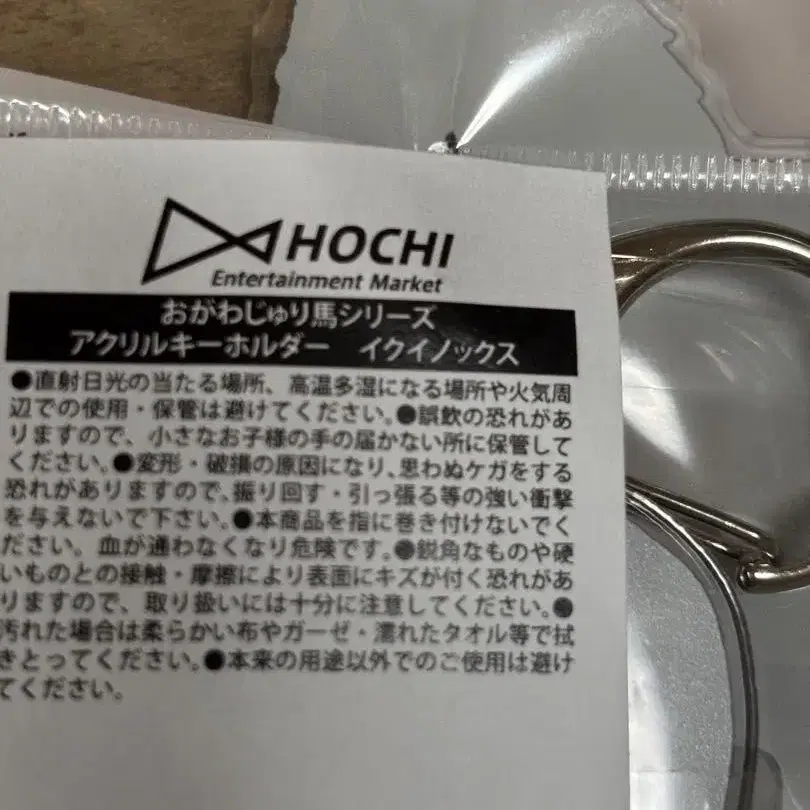 HOCHI
Entertainment Market
おがわじゅり馬シリーズ
アクリルキーホルダー　イクイノックス
●直射日光の当たる場所、高温多湿になる場所や火気周
辺での使用・保管は避けてください。●誤飲の恐れがあ
りますので、小さなお子様の手の届かない所に保管して
ください。●変形・破損の原因になり、思わぬケガをする
恐れがありますので、振り回す・引っ張る等の強い衝撃
を与えないで下さい。●本商品を指に巻き付けないでく
ださい。血が通わなくなり危険です。●鋭角なものや硬
いものとの接触・摩擦により表面にキズが付く恐れがあ
りますので、取り扱いには十分に注意してください。●
汚れた場合は柔らかい布やガーゼ・濡れたタオル等で拭
きとってください。●本来の用途以外でのご使用は避け
てください。